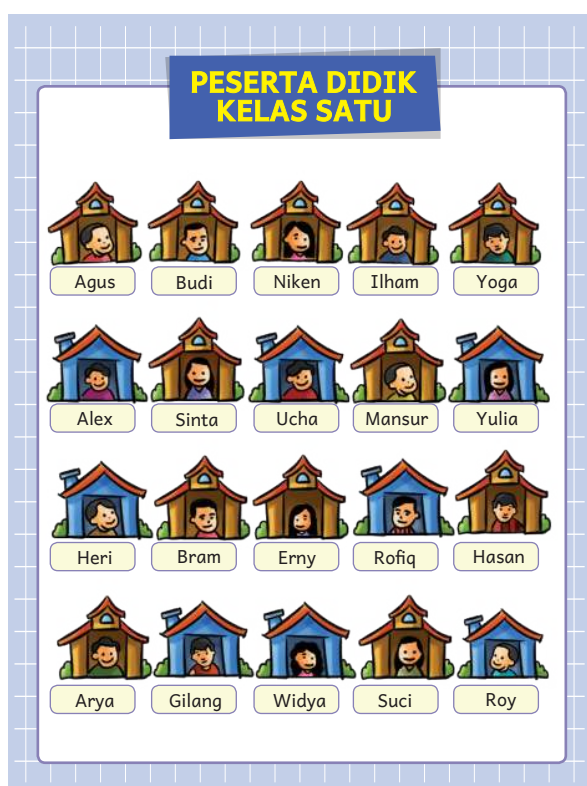 PESERTA DIDIK
KELAS SATU
Agus Budi Niken Ilham Yoga
Alex Sinta Ucha Mansur Yulia
Heri Bram Erny Rofiq Hasan
Arya Gilang Widya Suci Roy